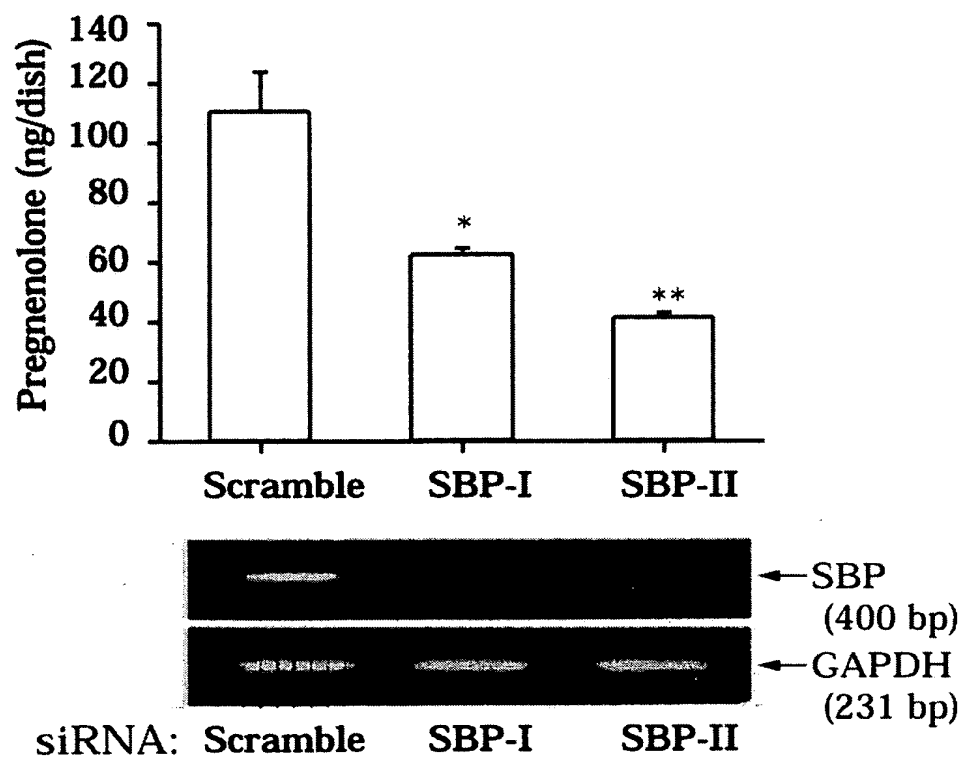 Pregnenolone (ng/dish)
140
120
100
80
60
40
20
0
*
**
Scramble SBP-I SBP-II
SBP
(400 bp)
GAPDH
(231 bp)
siRNA: Scramble SBP-I SBP-II